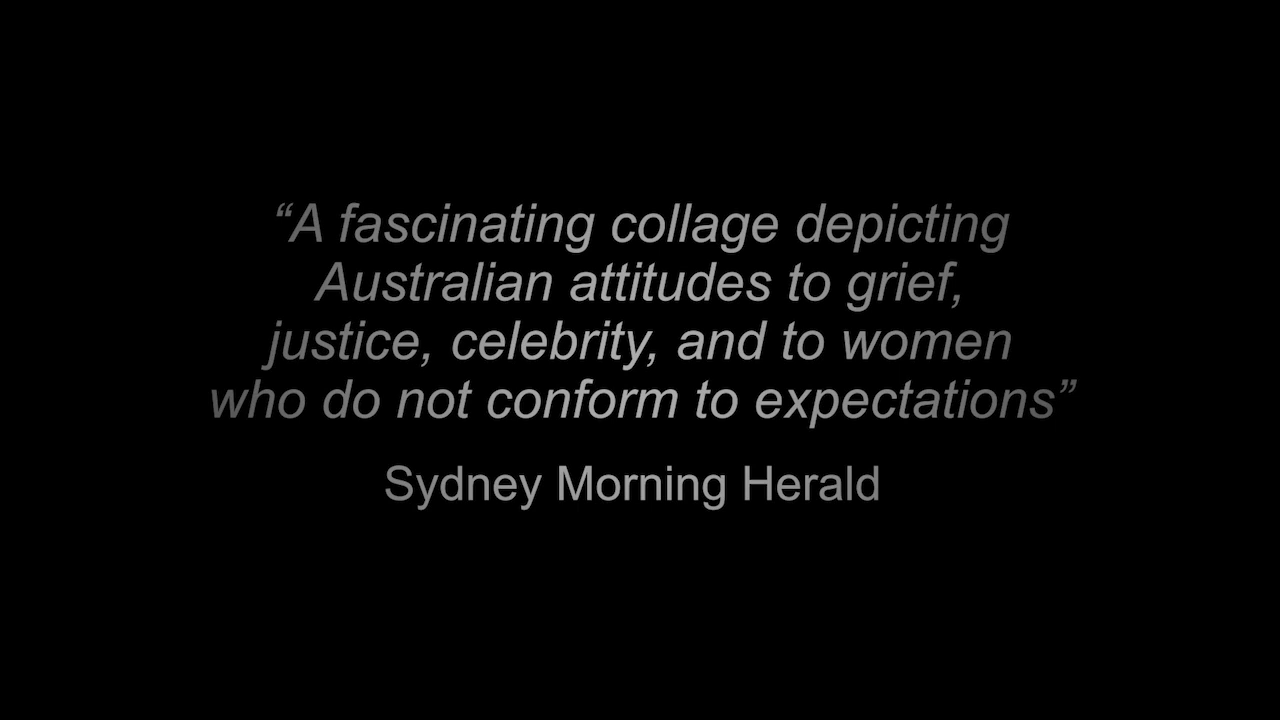 “A fascinating collage depicting
Australian attitudes to grief,
justice, celebrity, and to women
who do not conform to expectations”
Sydney Morning Herald